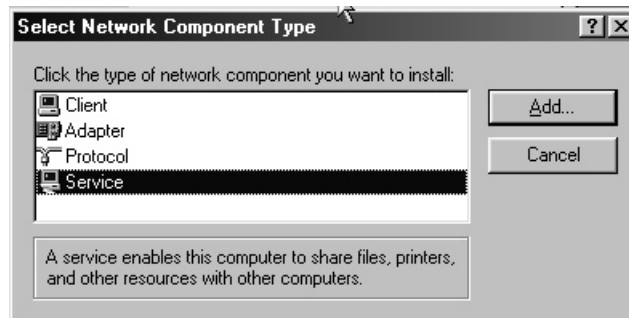 Select Network Component Type
Click the type of network component you want to install:
Client
Adapter
Protocol
Service
Add...
Cancel
A service enables this computer to share files, printers,
and other resources with other computers.